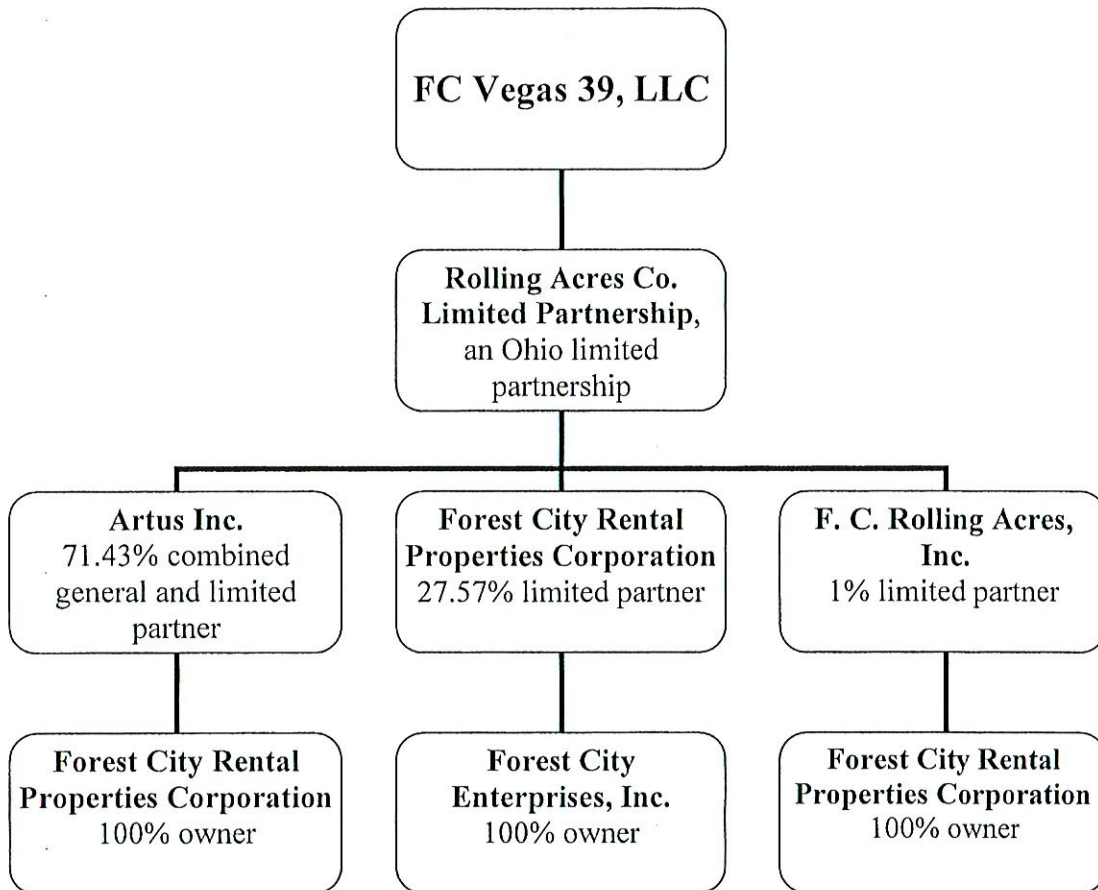 FC Vegas 39, LLC
Rolling Acres Co.
Limited Partnership,
an Ohio limited
partnership
Artus Inc.
71.43% combined
general and limited
partner
Forest City Rental
Properties Corporation
27.57% limited partner
F. C. Rolling Acres,
Inc.
1% limited partner
Forest City Rental
Properties Corporation
100% owner
Forest City
Enterprises, Inc.
100% owner
Forest City Rental
Properties Corporation
100% owner